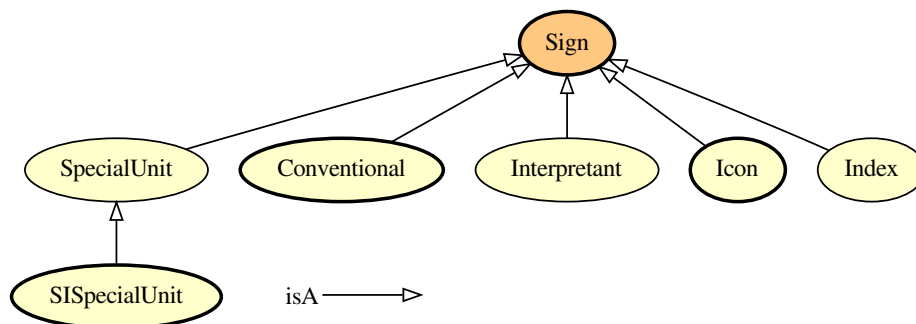 Sign
SpecialUnit
Conventional
Interpretant
Icon
Index
SISpecialUnit
isA